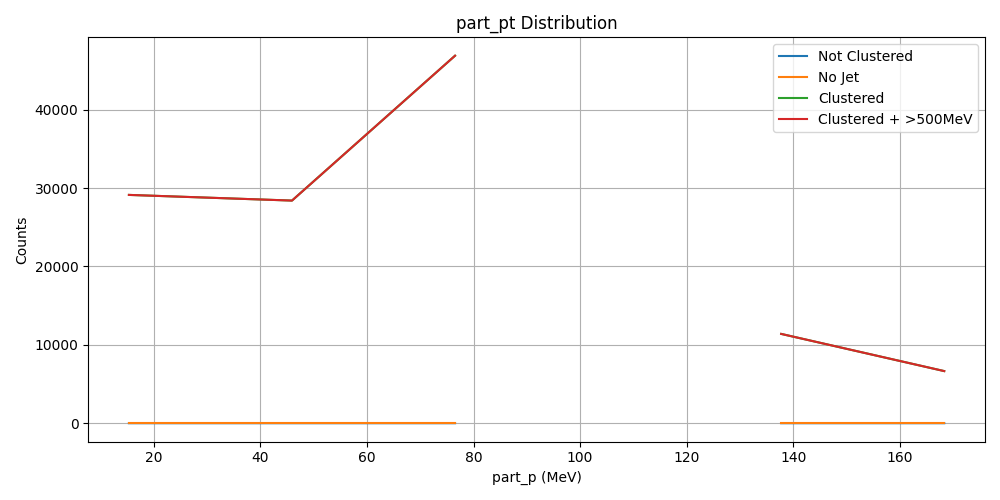 part_pt Distribution
Not Clustered
No Jet
Clustered
Clustered + >500MeV
Counts
40000
30000
20000
10000
0
20 40 60 80 100 120 140 160
part_p (MeV)